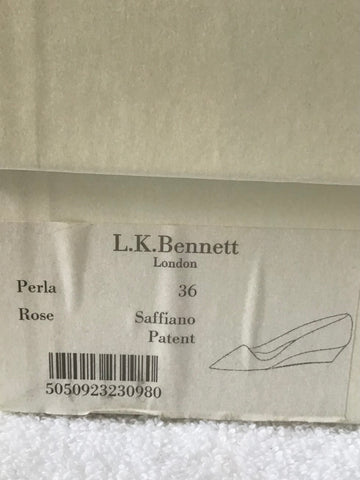 L.K.Bennett
London
Perla 36
Rose Saffiano
Patent
5050923230980